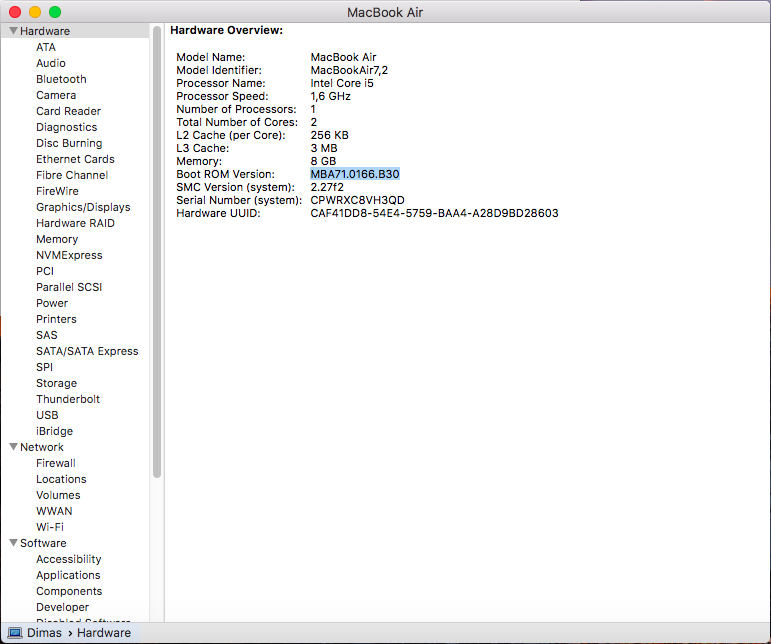 MacBook Air
Hardware
ATA
Audio
Bluetooth
Camera
Card Reader
Diagnostics
Disc Burning
Ethernet Cards
Fibre Channel
FireWire
Graphics/Displays
Hardware RAID
Memory
NVMExpress
PCI
Parallel SCSI
Power
Printers
SAS
SATA/SATA Express
SPI
Storage
Thunderbolt
USB
iBridge
Network
Firewall
Locations
Volumes
WWAN
Wi-Fi
Software
Accessibility
Applications
Components
Developer
Disabled Software
Hardware Overview:
Model Name: MacBook Air
Model Identifier: MacBookAir7,2
Processor Name: Intel Core i5
Processor Speed: 1,6 GHz
Number of Processors: 1
Total Number of Cores: 2
L2 Cache (per Core): 256 KB
L3 Cache: 3 MB
Memory: 8 GB
Boot ROM Version: MBA71.0166.B30
SMC Version (system): 2.27f2
Serial Number (system): CPWRXC8VH3QD
Hardware UUID: CAF41DD8-54E4-5759-BAA4-A28D9BD28603
Dimas › Hardware